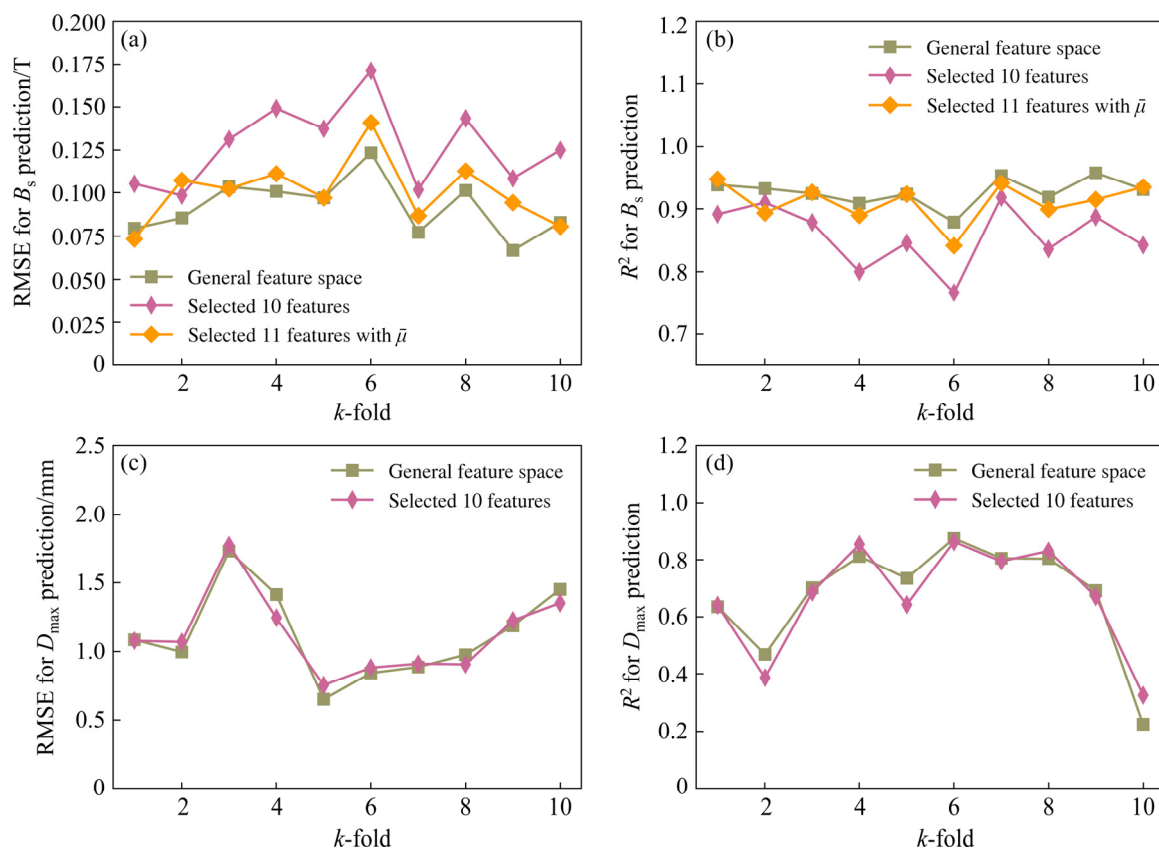 (a)
RMSE for Bs prediction/T
0.200
0.175
0.150
0.125
0.100
0.075
0.050
0.025
0
General feature space
Selected 10 features
Selected 11 features with μ̄
2 4 6 8 10
k-fold
(b)
R² for Bs prediction
1.2
1.1
1.0
0.9
0.8
0.7
General feature space
Selected 10 features
Selected 11 features with μ̄
2 4 6 8 10
k-fold
(c)
RMSE for Dmax prediction/mm
2.5
2.0
1.5
1.0
0.5
0
General feature space
Selected 10 features
2 4 6 8 10
k-fold
(d)
R² for Dmax prediction
1.2
1.0
0.8
0.6
0.4
0.2
0
General feature space
Selected 10 features
2 4 6 8 10
k-fold